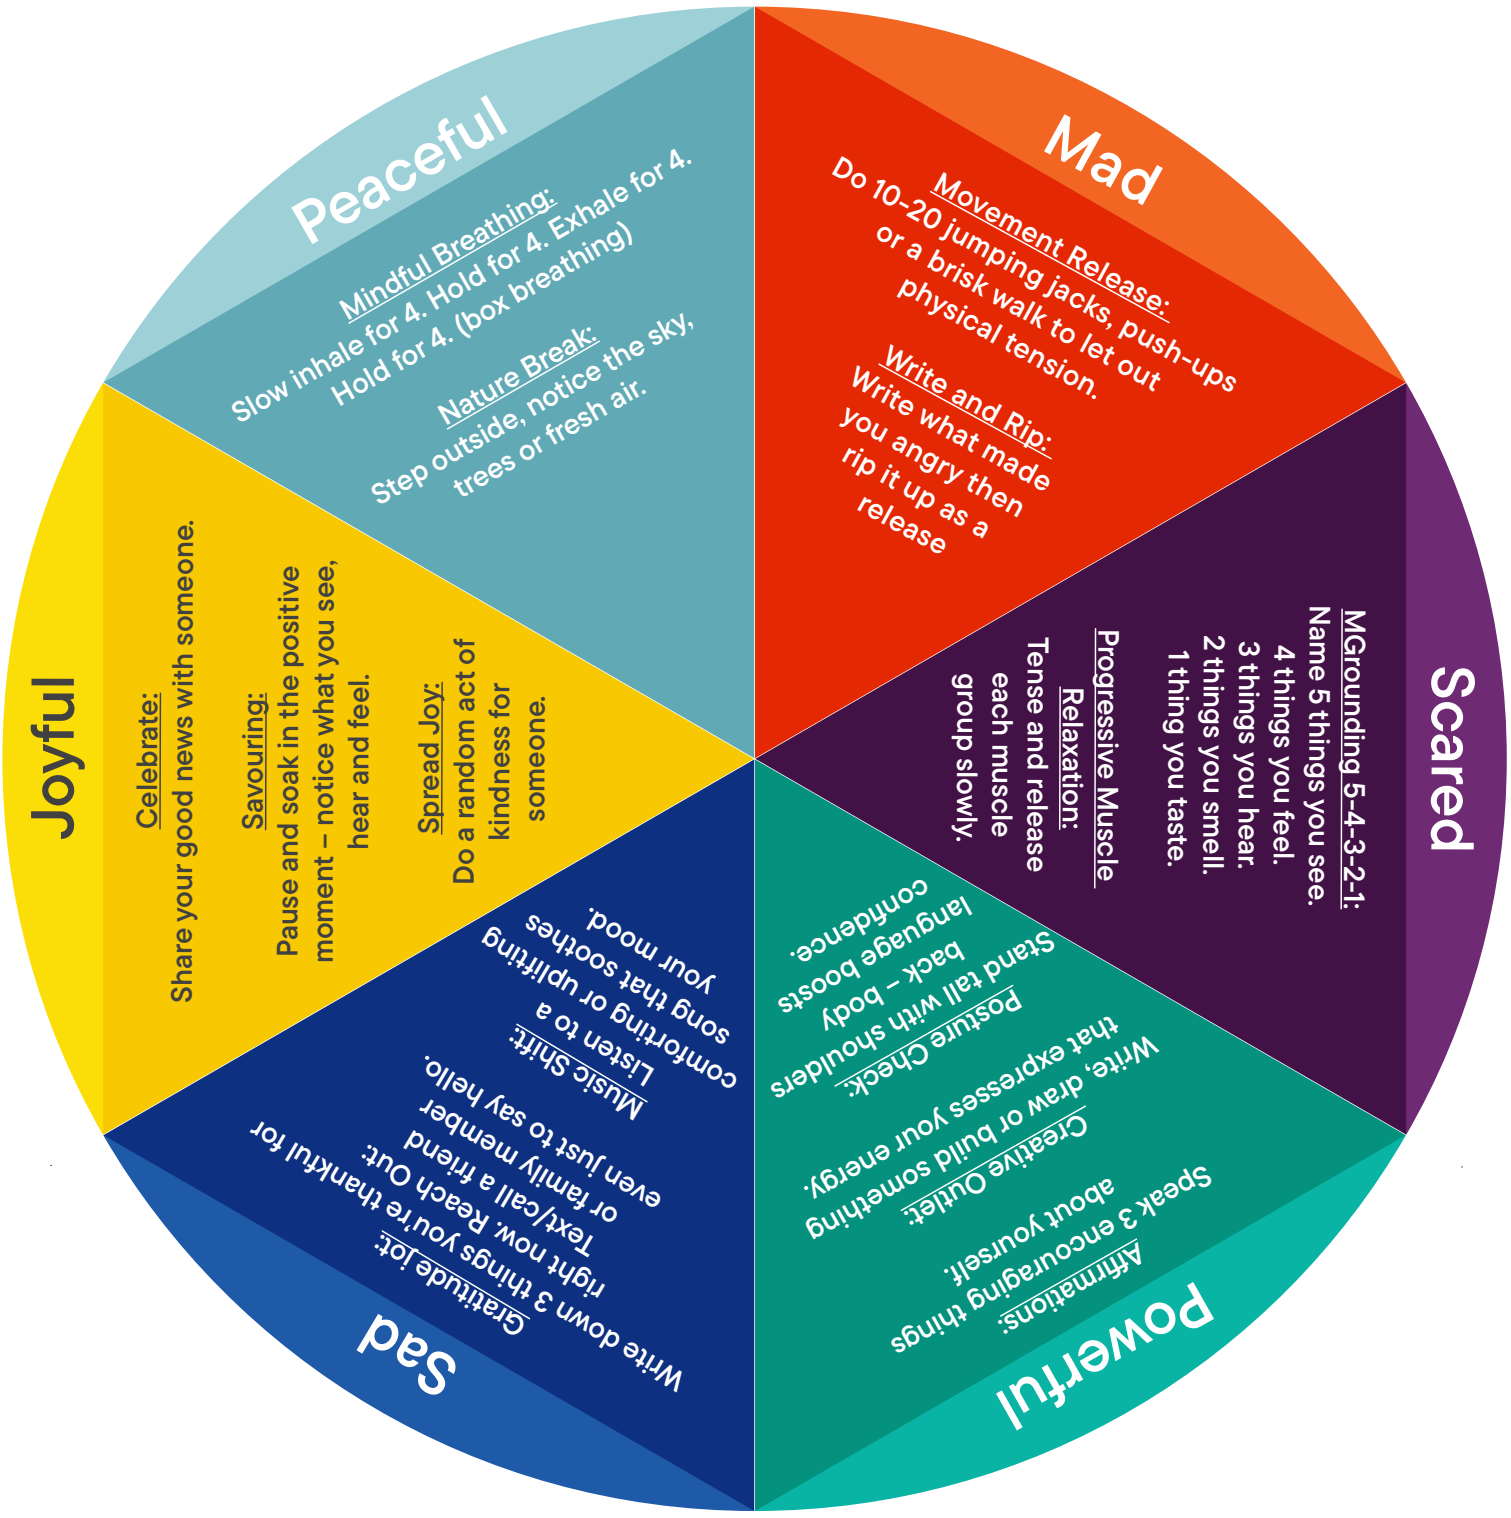 Mad
Movement Release:
Do 10-20 jumping jacks, push-ups
or a brisk walk to let out
physical tension.
Write and Rip:
Write what made
you angry then
rip it up as a
release
Scared
MGrounding 5-4-3-2-1:
Name 5 things you see.
4 things you feel.
3 things you hear.
2 things you smell.
1 thing you taste.
Progressive Muscle
Relaxation:
Tense and release
each muscle
group slowly.
Powerful
Affirmations:
Speak 3 encouraging things
about yourself.
Creative Outlet:
Write, draw or build something
that expresses your energy.
Posture Check:
Stand tall with shoulders
back – body
language boosts
confidence.
Sad
Gratitude jot:
Write down 3 things you're thankful for
right now. Reach Out:
Text/call a friend
or family member
even just to say hello.
Music Shift:
Listen to a
comforting or uplifting
song that soothes
your mood.
Joyful
Celebrate:
Share your good news with someone.
Savouring:
Pause and soak in the positive
moment – notice what you see,
hear and feel.
Spread Joy:
Do a random act of
kindness for
someone.
Peaceful
Mindful Breathing:
Slow inhale for 4. Hold for 4. Exhale for 4.
Hold for 4. (box breathing)
Nature Break:
Step outside, notice the sky,
trees or fresh air.